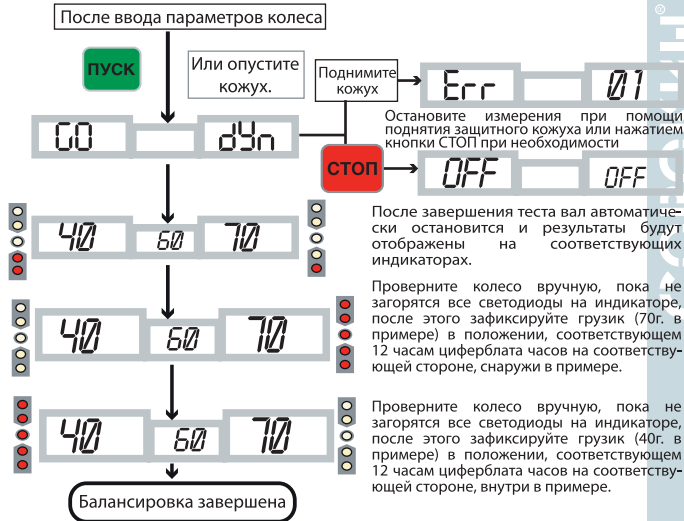 После ввода параметров колеса
ПУСК
Или опустите
кожух.
Поднимите
кожух
Err 01
Остановите измерения при помощи
поднятия защитного кожуха или нажатием
кнопки СТОП при необходимости
GO dYn
СТОП
OFF OFF
40 60 70
После завершения теста вал автоматиче-
ски остановится и результаты будут
отображены на соответствующих
индикаторах.
40 60 70
Проверните колесо вручную, пока не
загорятся все светодиоды на индикаторе,
после этого зафиксируйте грузик (70г. в
примере) в положении, соответствующем
12 часам циферблата часов на соответству-
ющей стороне, снаружи в примере.
40 60 70
Проверните колесо вручную, пока не
загорятся все светодиоды на индикаторе,
после этого зафиксируйте грузик (40г. в
примере) в положении, соответствующем
12 часам циферблата часов на соответству-
ющей стороне, внутри в примере.
Балансировка завершена